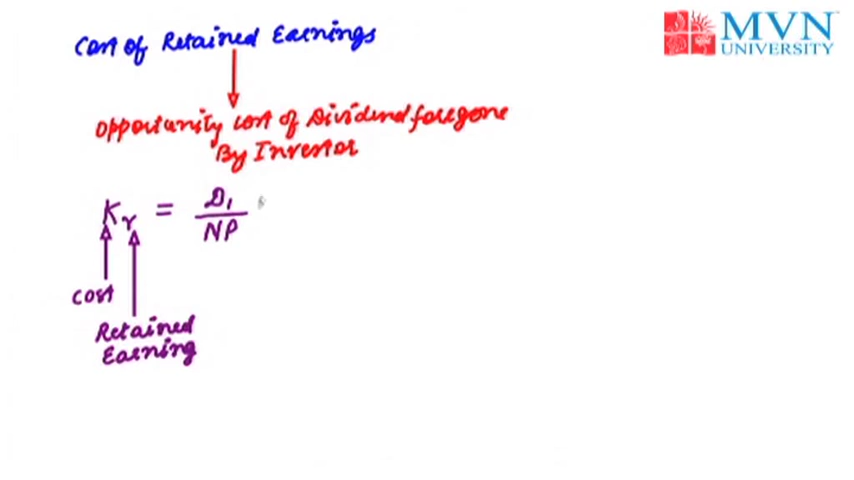 Cost of Retained Earnings
MVN
UNIVERSITY
Opportunity cost of Dividend foregone
By Investor
Kr = D1
NP
Cost
Retained
Earning